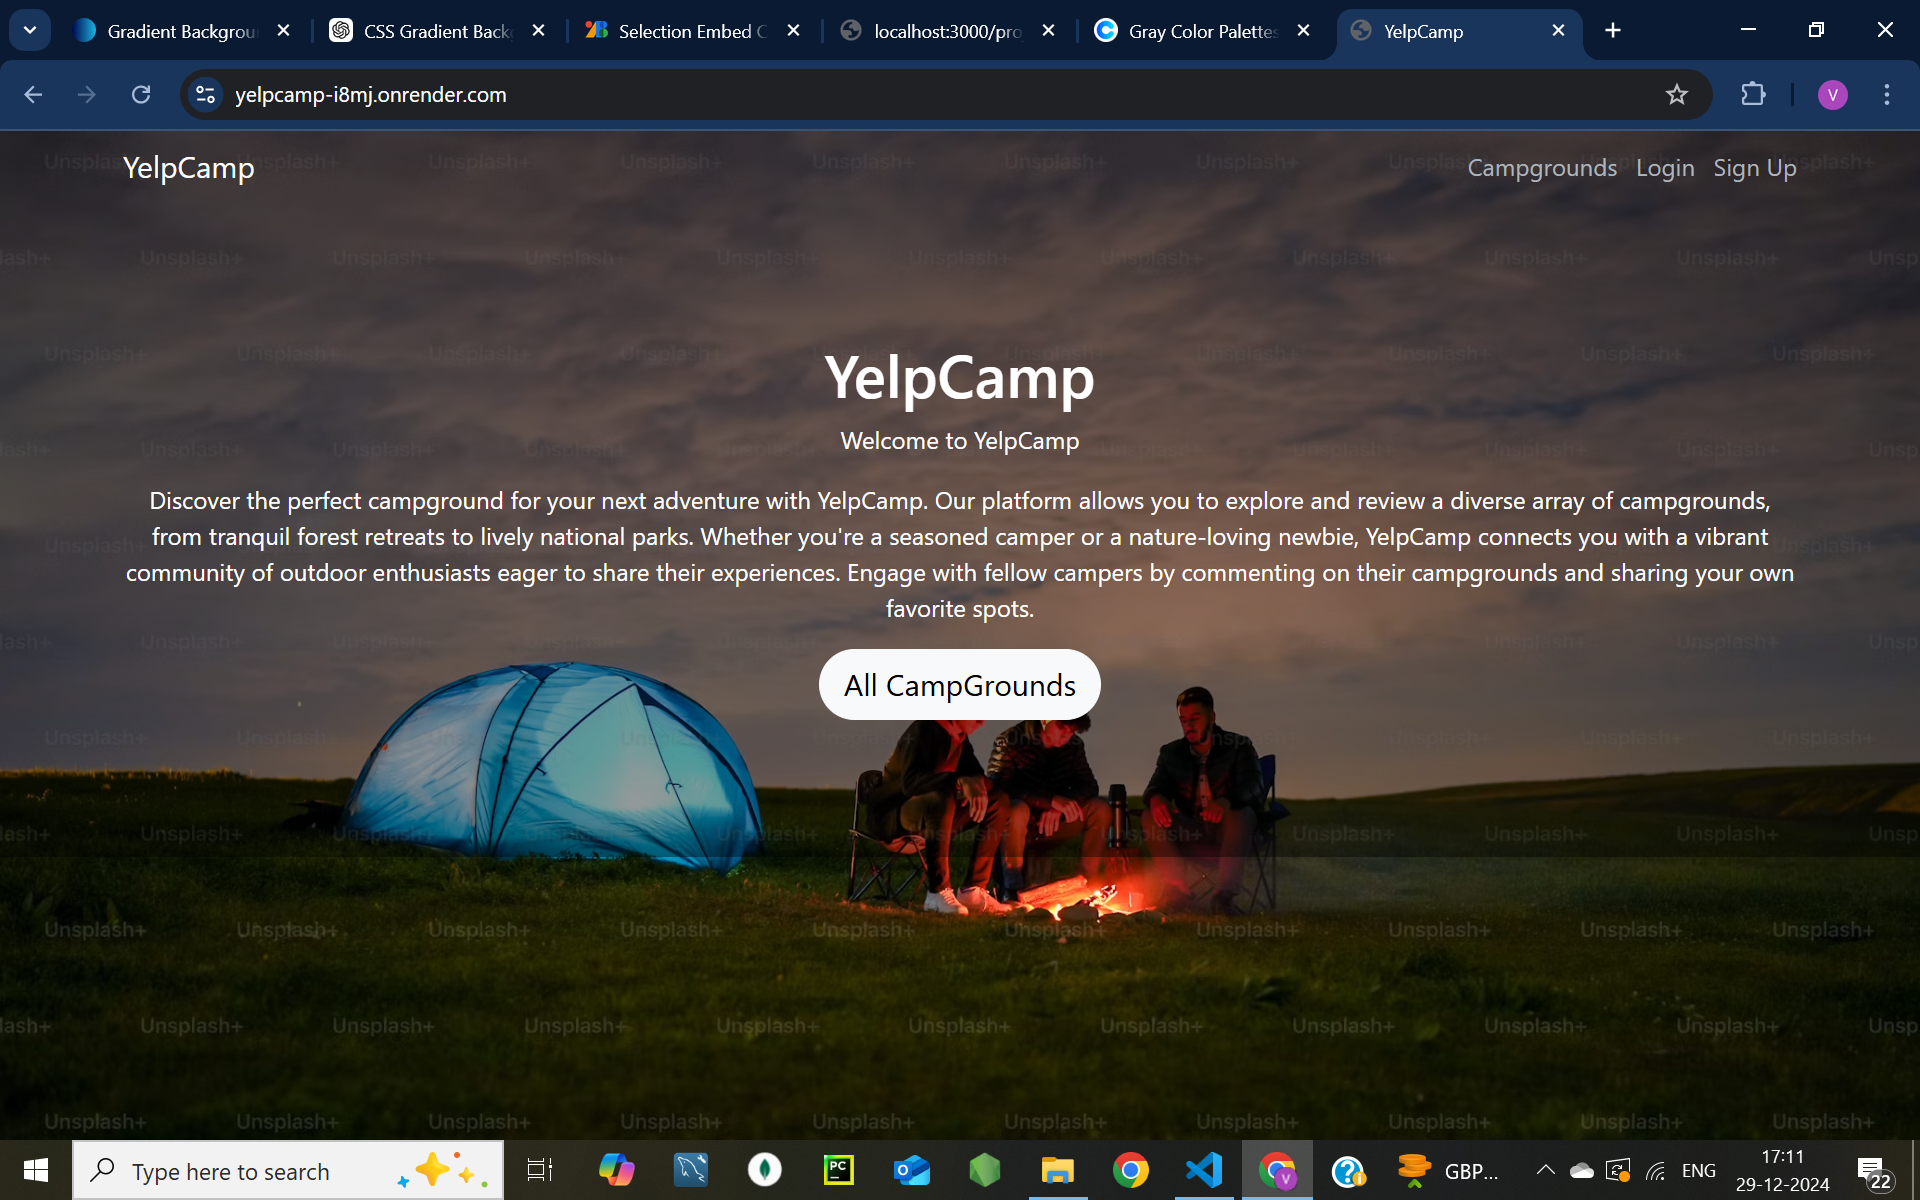 Gradient Backgrou
CSS Gradient Back
Selection Embed C
localhost:3000/pro
Gray Color Palettes
YelpCamp
yelpcamp-i8mj.onrender.com
V
YelpCamp
Campgrounds Login Sign Up
YelpCamp
Welcome to YelpCamp
Discover the perfect campground for your next adventure with YelpCamp. Our platform allows you to explore and review a diverse array of campgrounds,
from tranquil forest retreats to lively national parks. Whether you're a seasoned camper or a nature-loving newbie, YelpCamp connects you with a vibrant
community of outdoor enthusiasts eager to share their experiences. Engage with fellow campers by commenting on their campgrounds and sharing your own
favorite spots.
All CampGrounds
Unsplash+
Type here to search
PC
GBP...
ENG
17:11
29-12-2024
22